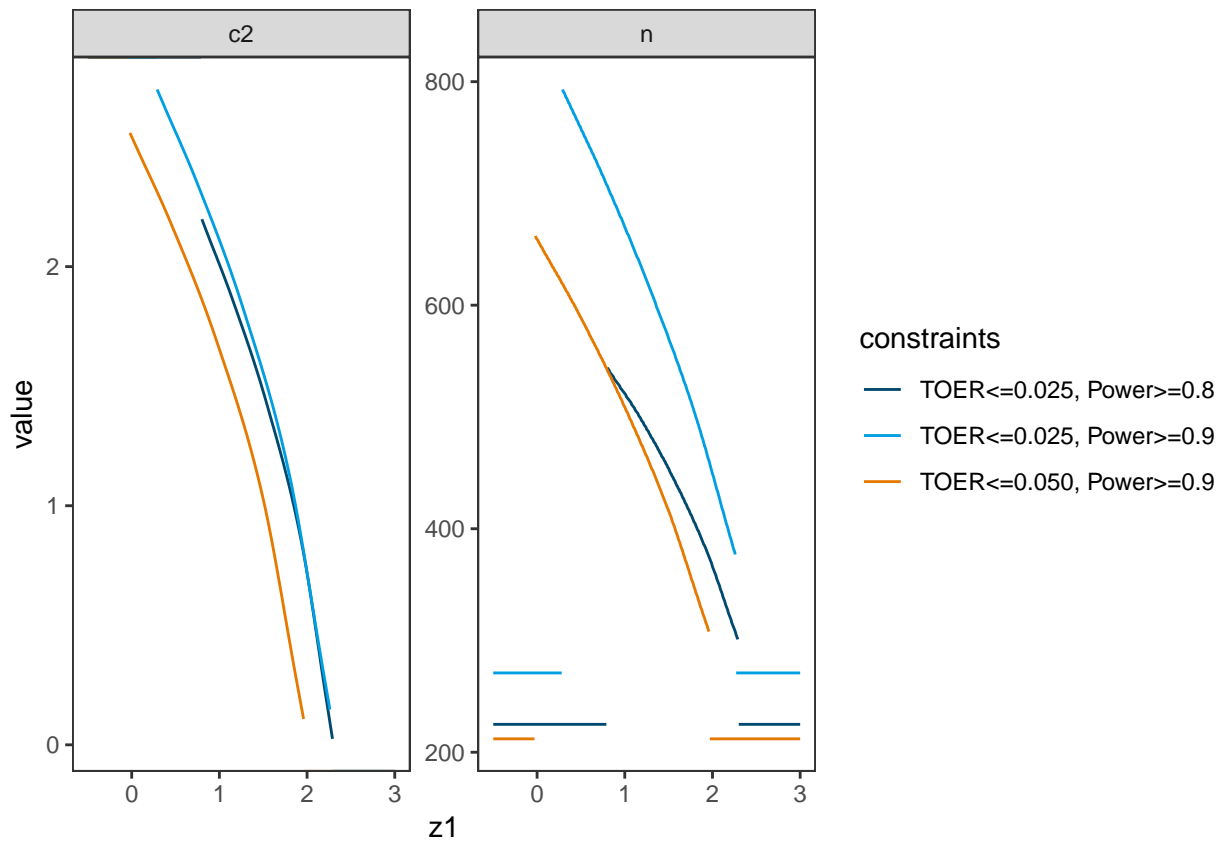 c2
n
value
2
1
0
800
600
400
200
0 1 2 3
0 1 2 3
z1
constraints
TOER<=0.025, Power>=0.8
TOER<=0.025, Power>=0.9
TOER<=0.050, Power>=0.9